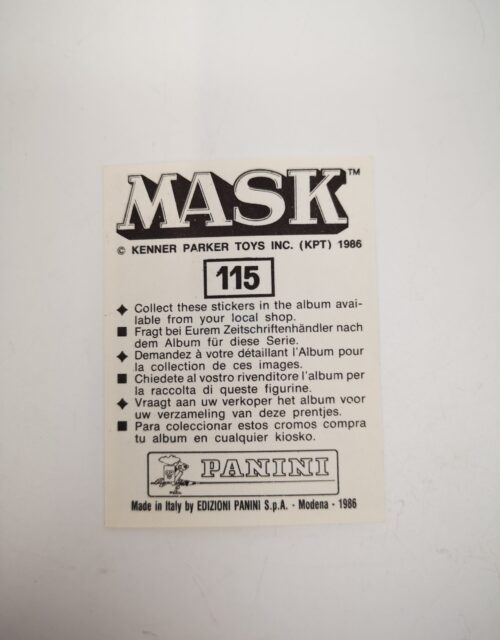 MASK™
© KENNER PARKER TOYS INC. (KPT) 1986
115
◆ Collect these stickers in the album avai-
lable from your local shop.
■ Fragt bei Eurem Zeitschriftenhändler nach
dem Album für diese Serie.
◆ Demandez à votre détaillant l'Album pour
la collection de ces images.
■ Chiedete al vostro rivenditore l'album per
la raccolta di queste figurine.
◆ Vraagt aan uw verkoper het album voor
uw verzameling van deze prentjes.
■ Para coleccionar estos cromos compra
tu album en cualquier kiosko.
PANINI
Made in Italy by EDIZIONI PANINI S.p.A. - Modena - 1986